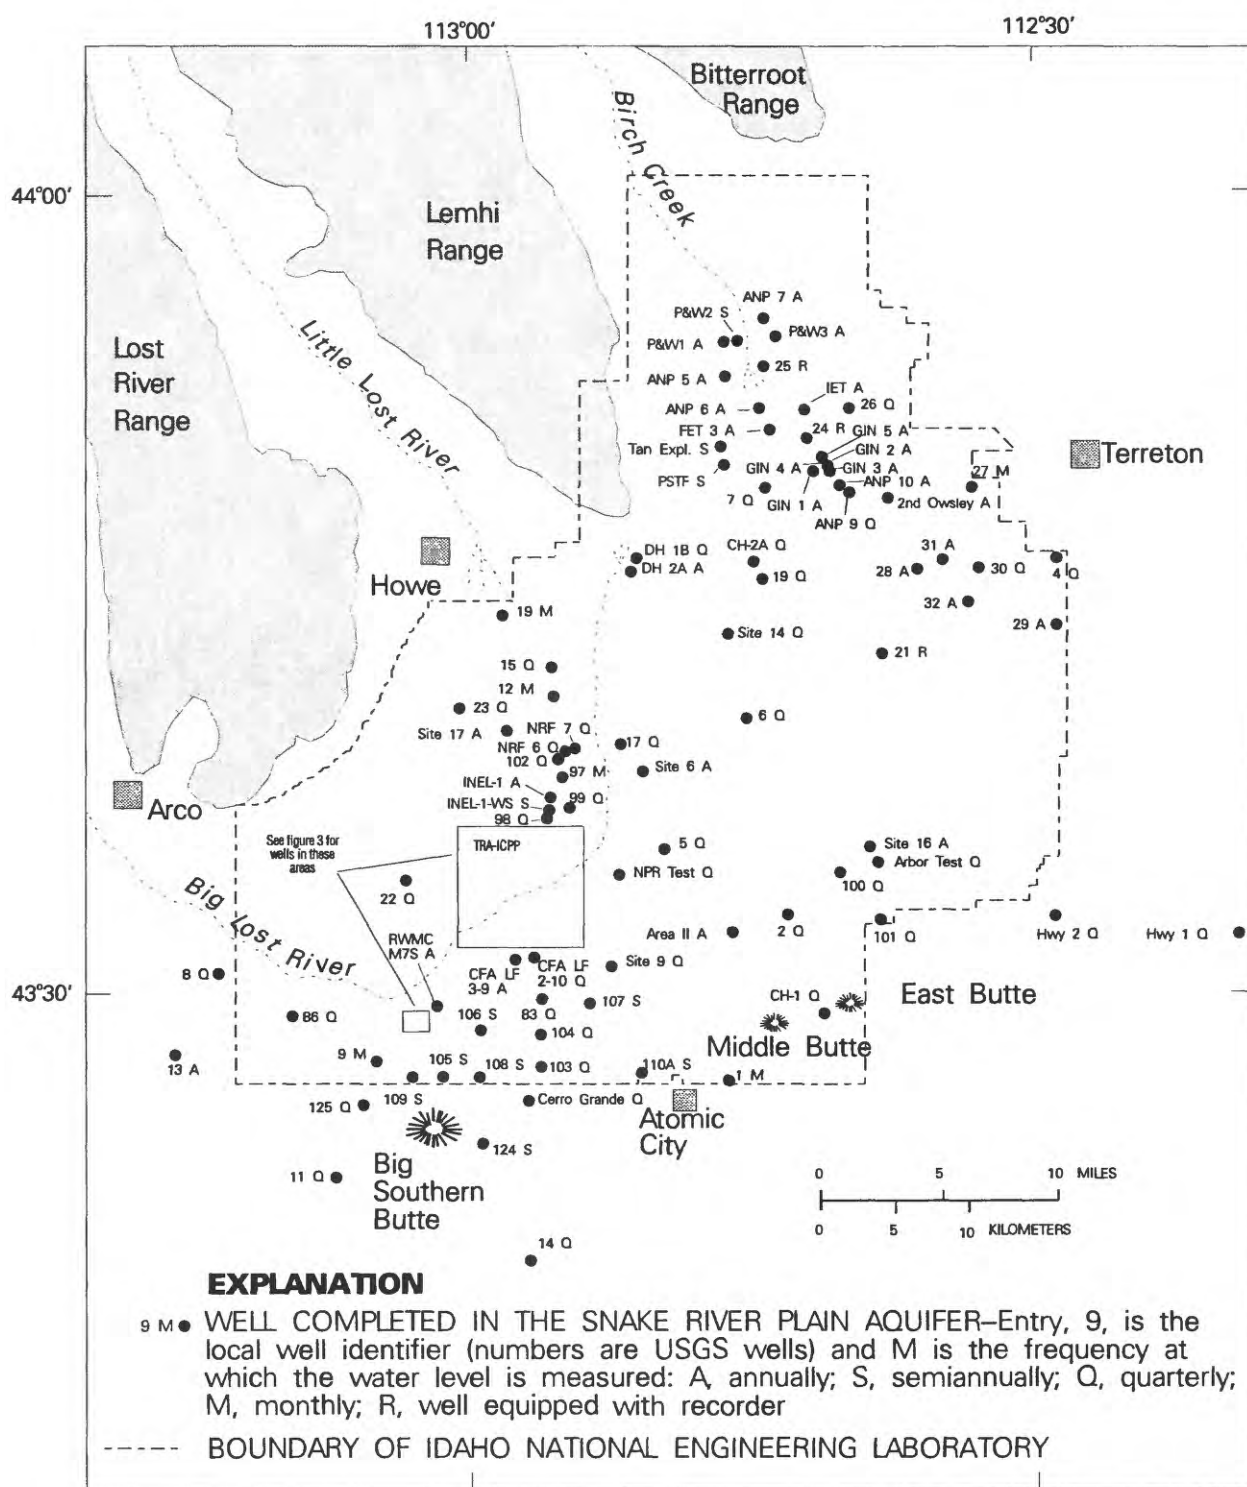 113°00′
112°30′
Bitterroot
Range
Birch Creek
44°00′
Lemhi
Range
ANP 7 A
P&W2 S
P&W3 A
P&W1 A
Lost
River
Range
Little Lost River
25 R
ANP 5 A
IET A
26 Q
ANP 6 A
FET 3 A
24 R
GIN 5 A
Tan Expl. S
GIN 2 A
Terreton
GIN 4 A
GIN 3 A
27 M
PSTF S
ANP 10 A
7 Q
GIN 1 A
2nd Owsley A
ANP 9 Q
Howe
DH 1B Q
CH-2A Q
31 A
DH 2A A
19 Q
28 A
30 Q
4 Q
32 A
19 M
29 A
Site 14 Q
21 R
15 Q
12 M
23 Q
6 Q
Site 17 A
NRF 7 Q
NRF 6 Q
17 Q
102 Q
97 M
Site 6 A
INEL-1 A
99 Q
Arco
INEL-1-WS S
98 Q
See figure 3 for
wells in these
areas
TRA-ICPP
5 Q
Site 16 A
Arbor Test Q
NPR Test Q
100 Q
22 Q
Big Lost River
RWMC
M7S A
Area II A
2 Q
101 Q
Hwy 2 Q
Hwy 1 Q
8 Q
CFA LF
3-9 A
CFA LF
2-10 Q
Site 9 Q
43°30′
CH-1 Q
East Butte
86 Q
106 S
83 Q
107 S
104 Q
Middle Butte
13 A
9 M
105 S
108 S
103 Q
110A S
1 M
125 Q
109 S
Cerro Grande Q
Atomic
City
124 S
11 Q
Big
Southern
Butte
0 5 10 MILES
0 5 10 KILOMETERS
14 Q
EXPLANATION
9 M WELL COMPLETED IN THE SNAKE RIVER PLAIN AQUIFER–Entry, 9, is the
local well identifier (numbers are USGS wells) and M is the frequency at
which the water level is measured: A, annually; S, semiannually; Q, quarterly;
M, monthly; R, well equipped with recorder
BOUNDARY OF IDAHO NATIONAL ENGINEERING LABORATORY